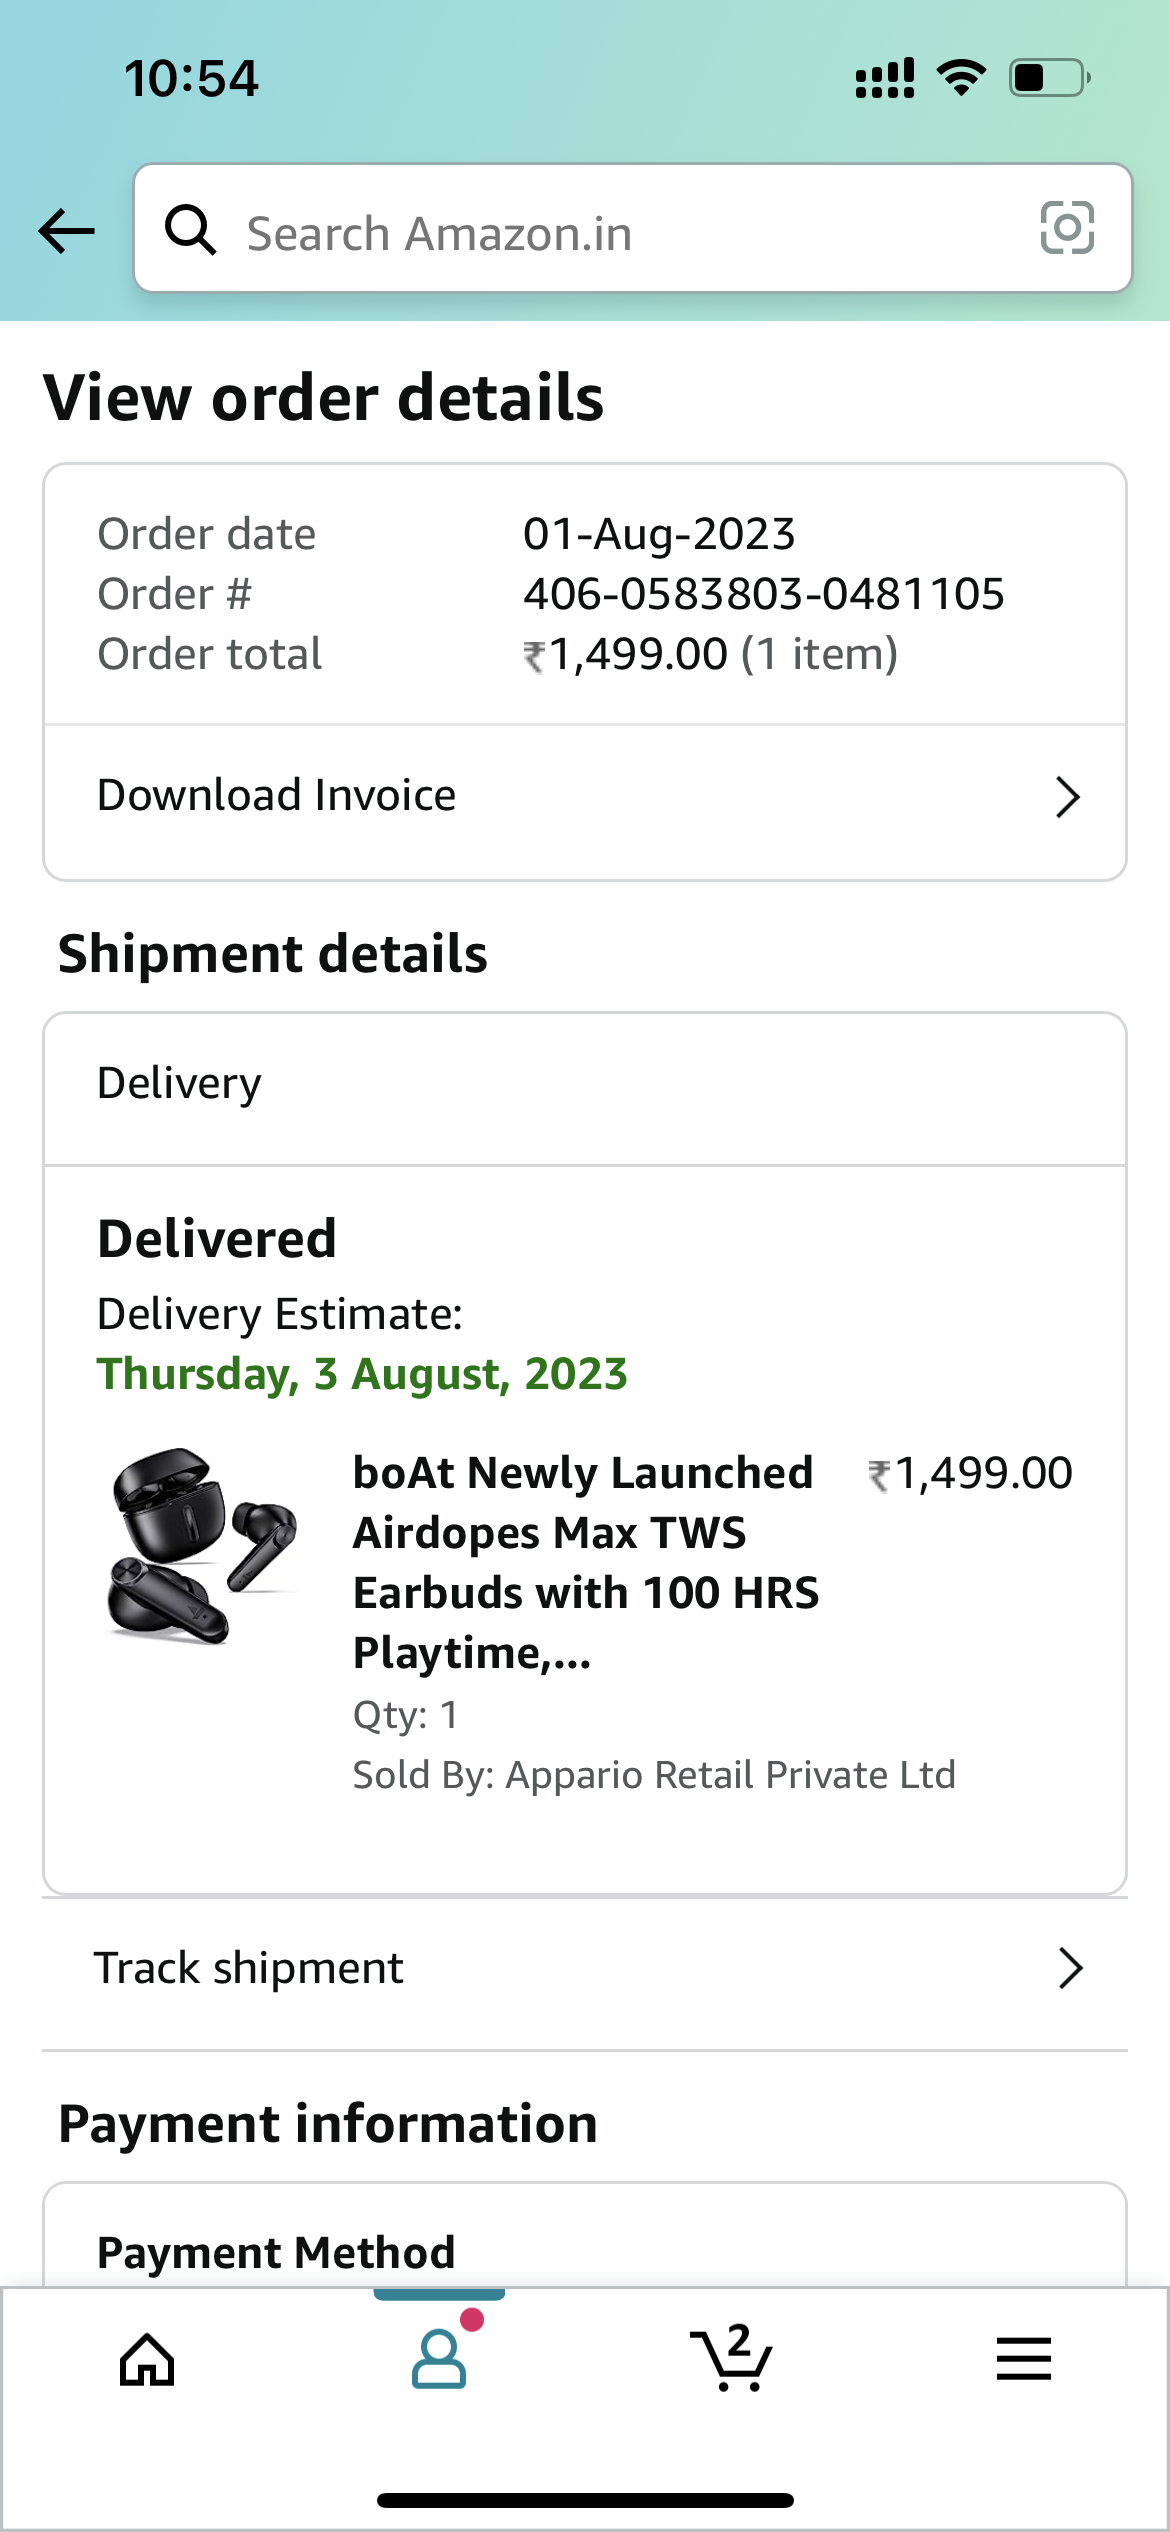 10:54
Search Amazon.in
View order details
Order date 01-Aug-2023
Order # 406-0583803-0481105
Order total ₹1,499.00 (1 item)
Download Invoice
Shipment details
Delivery
Delivered
Delivery Estimate:
Thursday, 3 August, 2023
boAt Newly Launched ₹1,499.00
Airdopes Max TWS
Earbuds with 100 HRS
Playtime,...
Qty: 1
Sold By: Appario Retail Private Ltd
Track shipment
Payment information
Payment Method
2